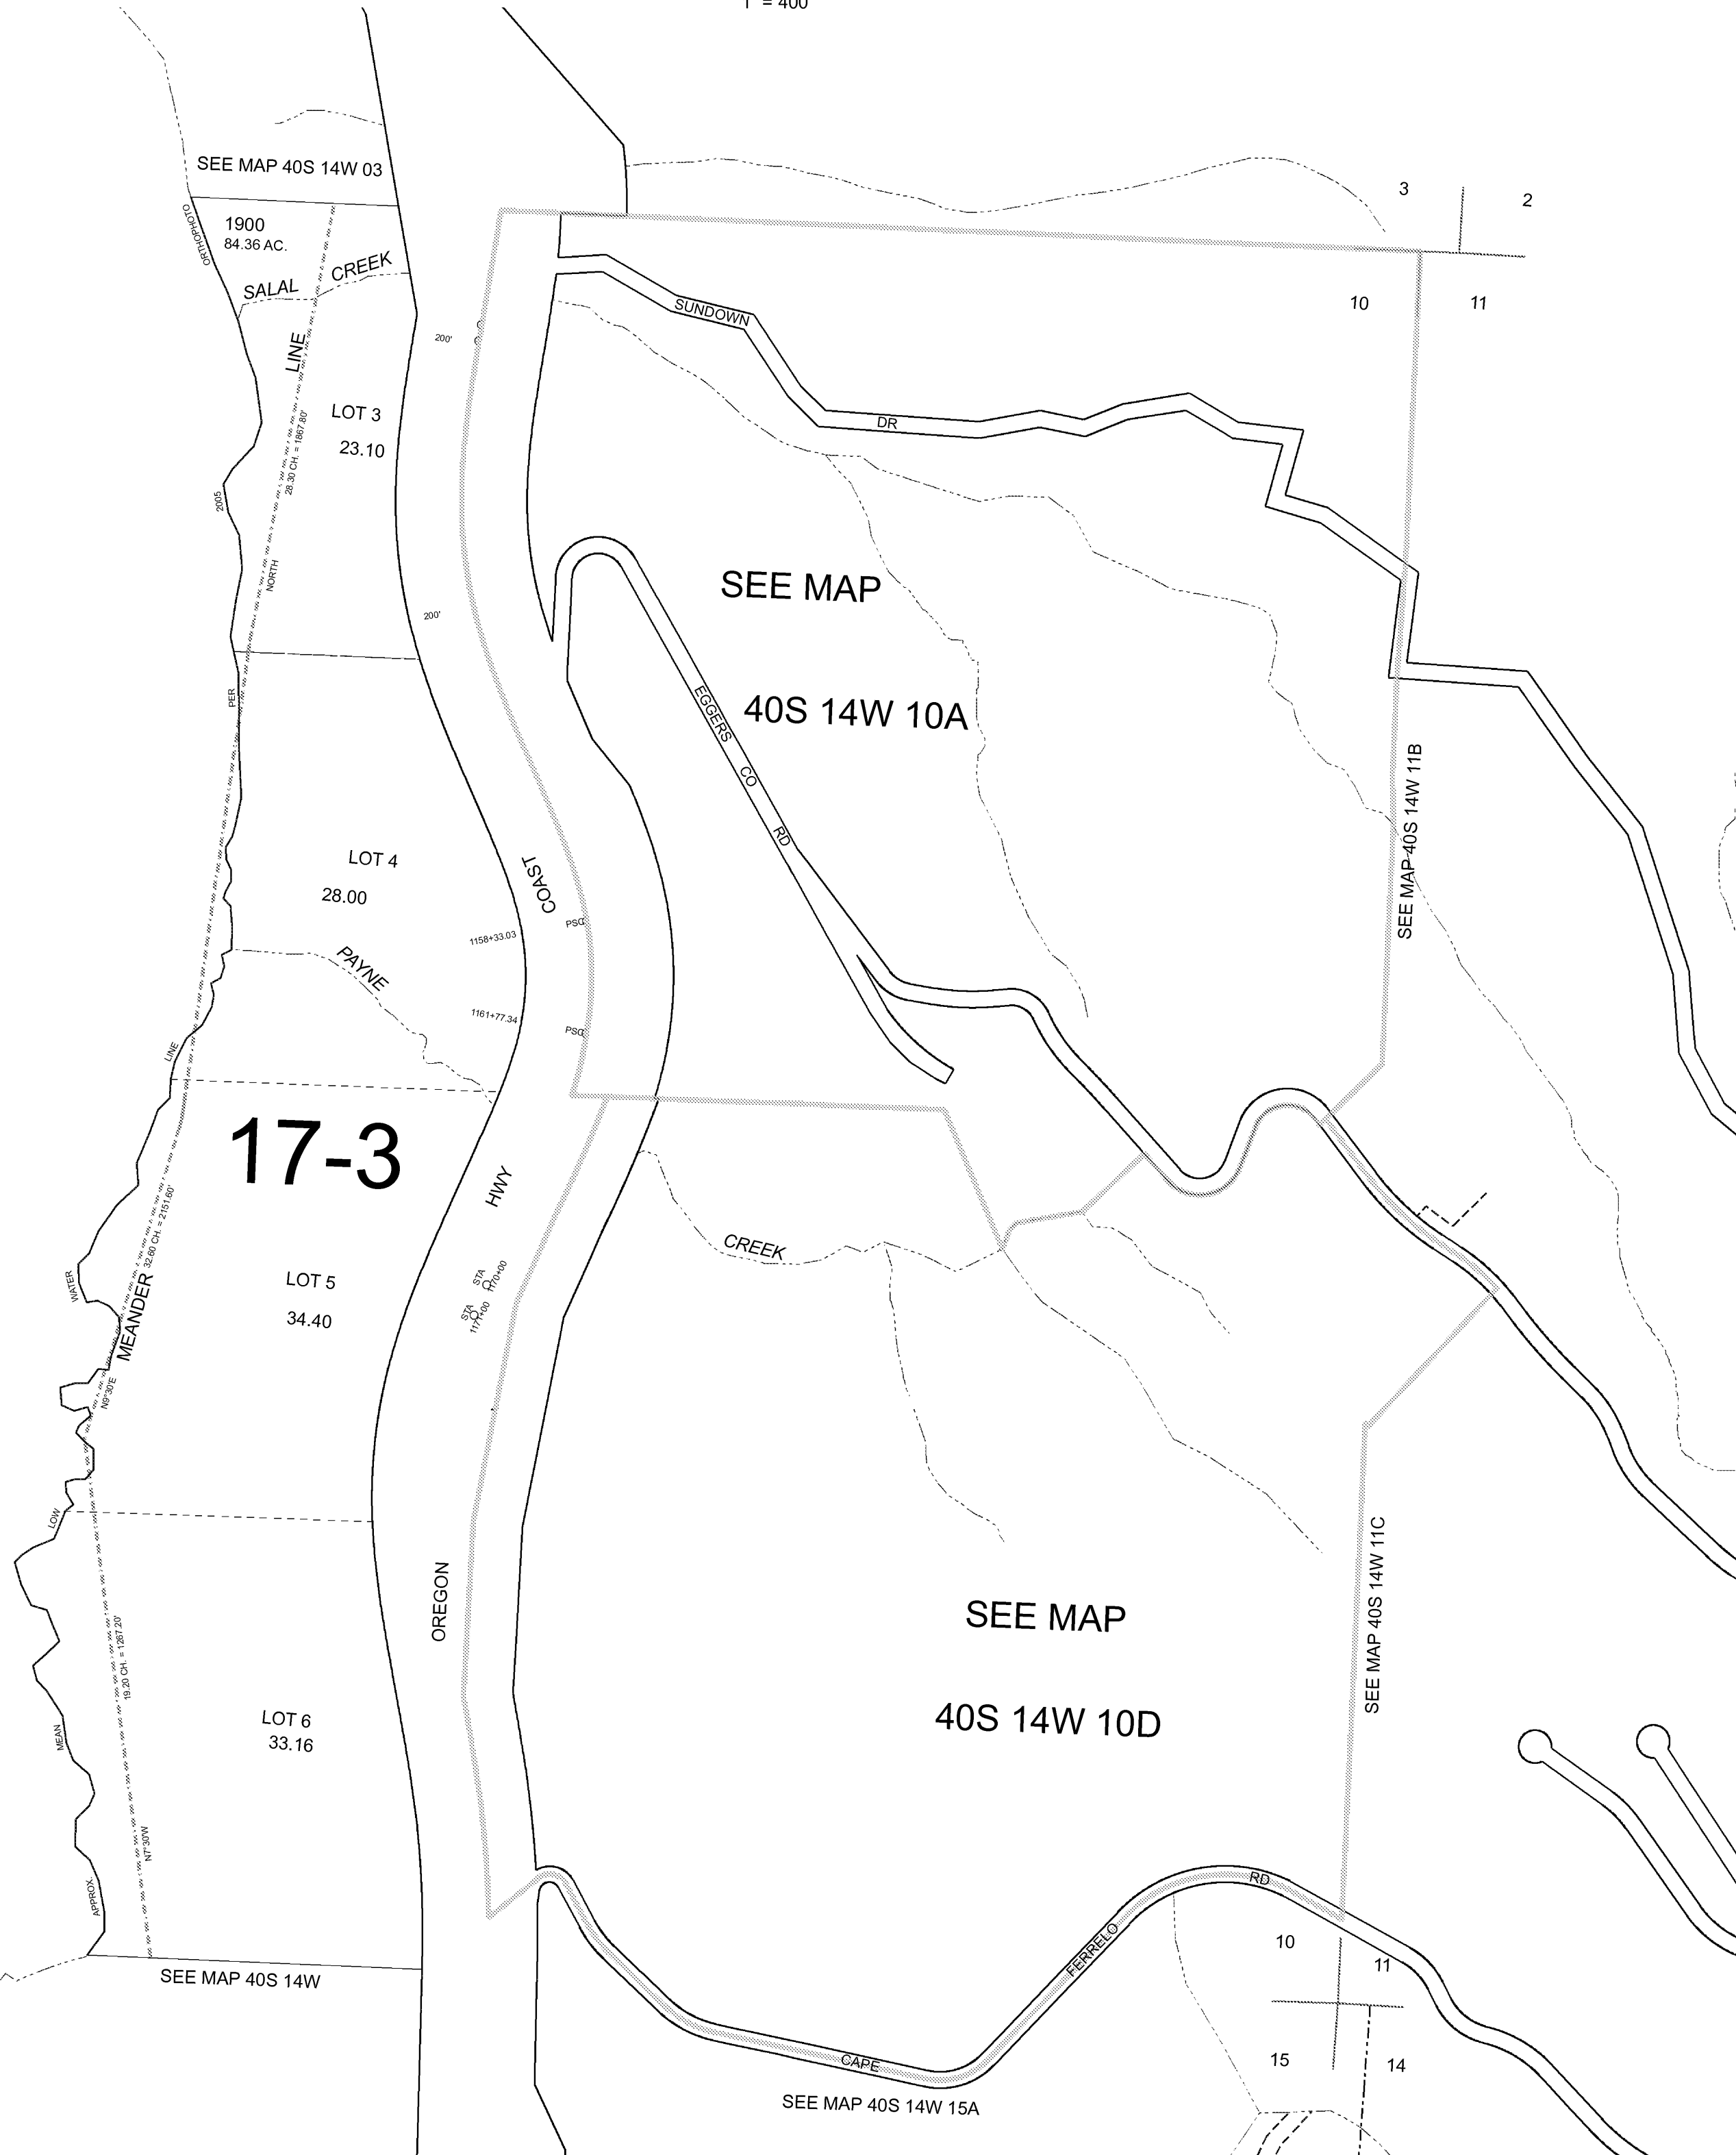 1" = 400'
SEE MAP 40S 14W 03
1900
84.36 AC.
ORTHOPHOTO
SALAL CREEK
3
2
10
11
SUNDOWN
DR
200'
LINE
LOT 3
23.10
28.30 CH. = 1867.80'
2005
NORTH
200'
SEE MAP
40S 14W 10A
EGGERS CO RD
PER
SEE MAP 40S 14W 11B
LOT 4
28.00
COAST
PSC
1158+33.03
PAYNE
1161+77.34
PSC
LINE
17-3
HWY
32.60 CH. = 2151.60'
CREEK
WATER
MEANDER
LOT 5
34.40
STA
1170+00
STA
1171+00
N9°30'E
LOW
SEE MAP 40S 14W 11C
OREGON
SEE MAP
40S 14W 10D
19.20 CH. = 1267.20'
LOT 6
33.16
MEAN
N7°30'W
APPROX.
RD
FERRELO
CAPE
10
11
15
14
SEE MAP 40S 14W
SEE MAP 40S 14W 15A